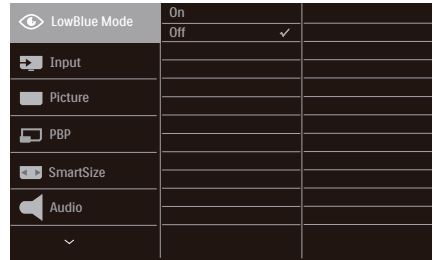 LowBlue Mode
On
Off
Input
Picture
PBP
SmartSize
Audio